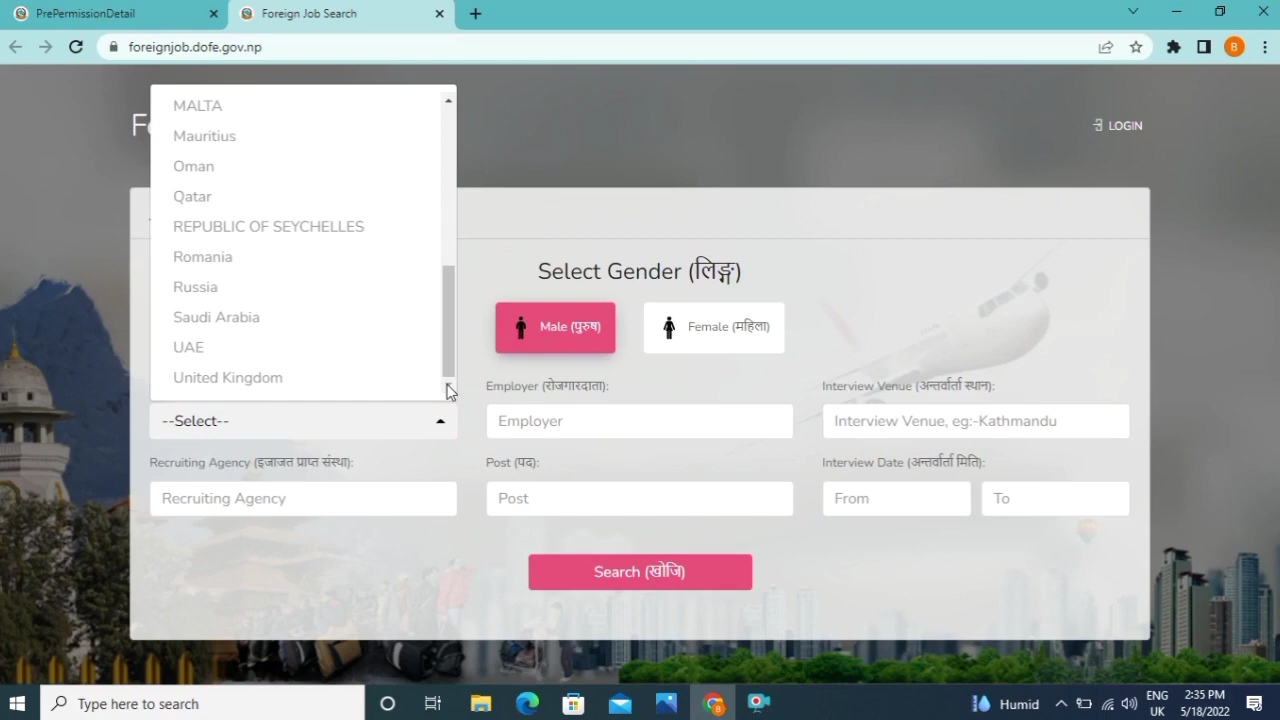 PrePermissionDetail
Foreign Job Search
foreignjob.dofe.gov.np
LOGIN
MALTA
Mauritius
Oman
Qatar
REPUBLIC OF SEYCHELLES
Romania
Russia
Saudi Arabia
UAE
United Kingdom
Select Gender (लिङ्ग)
Male (पुरुष)
Female (महिला)
--Select--
Employer (रोजगारदाता):
Employer
Interview Venue (अन्तर्वार्ता स्थान):
Interview Venue, eg:-Kathmandu
Recruiting Agency (इजाजत प्राप्त संस्था):
Recruiting Agency
Post (पद):
Post
Interview Date (अन्तर्वार्ता मिति):
From
To
Search (खोजि)
Type here to search
Humid
ENG
UK
2:35 PM
5/18/2022